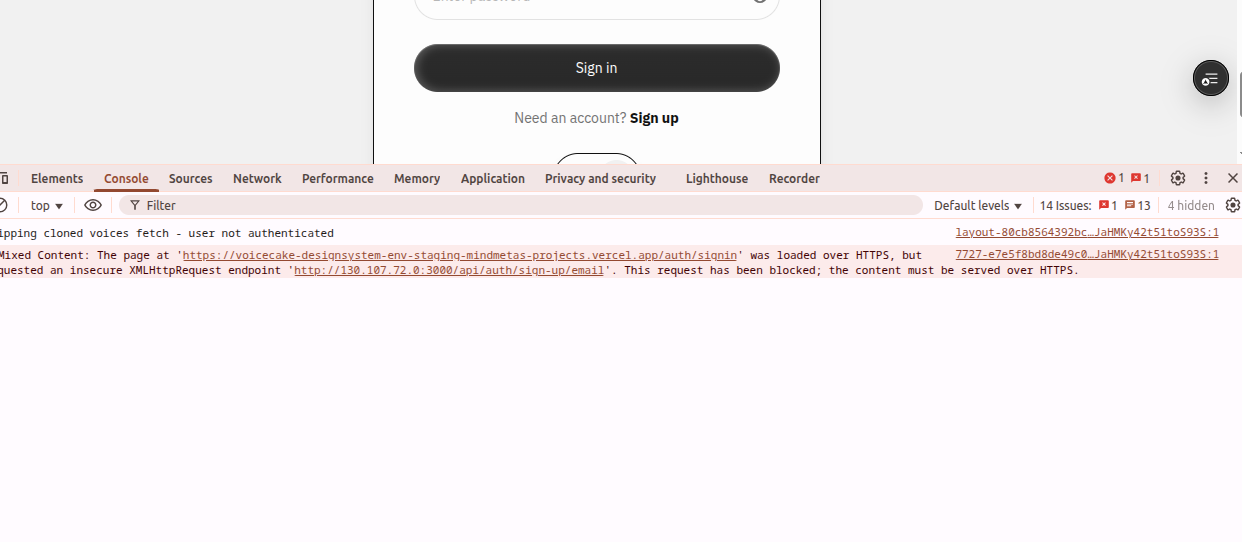 Enter password
Sign in
Need an account? Sign up
Elements Console Sources Network Performance Memory Application Privacy and security Lighthouse Recorder 1 1
top Filter Default levels 14 Issues: 1 13 4 hidden
ipping cloned voices fetch - user not authenticated layout-80cb8564392bc…JaHMKy42t51toS93S:1
Mixed Content: The page at 'https://voicecake-designsystem-env-staging-mindmetas-projects.vercel.app/auth/signin' was loaded over HTTPS, but 7727-e7e5f8bd8de49c0…JaHMKy42t51toS93S:1
quested an insecure XMLHttpRequest endpoint 'http://130.107.72.0:3000/api/auth/sign-up/email'. This request has been blocked; the content must be served over HTTPS.